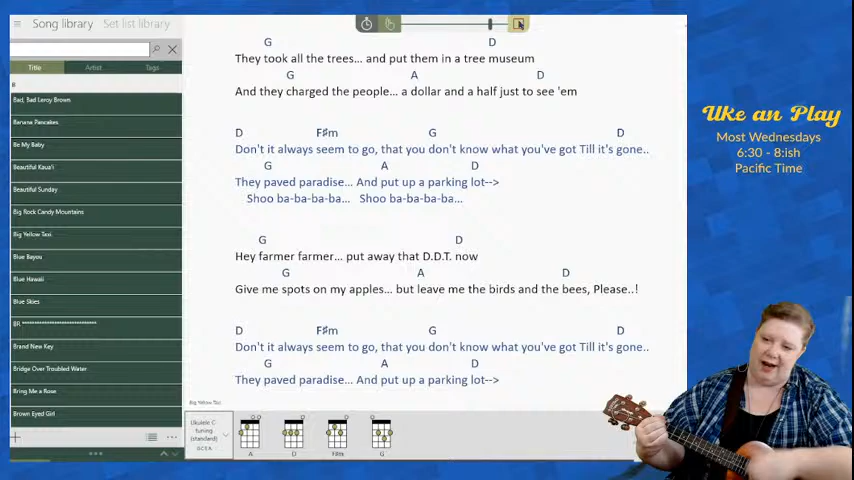 Song library Set list library
Title Artist Tags
B
Bad, Bad Leroy Brown
Banana Pancakes
Be My Baby
Beautiful Kaua'i
Beautiful Sunday
Big Rock Candy Mountains
Big Yellow Taxi
Blue Bayou
Blue Hawaii
Blue Skies
Brand New Key
Bridge Over Troubled Water
Bring Me a Rose
Brown Eyed Girl
G D
They took all the trees... and put them in a tree museum
G A D
And they charged the people... a dollar and a half just to see 'em
D F#m G D
Don't it always seem to go, that you don't know what you've got Till it's gone..
G A D
They paved paradise... And put up a parking lot-->
Shoo ba-ba-ba-ba... Shoo ba-ba-ba-ba...
G D
Hey farmer farmer... put away that D.D.T. now
G A D
Give me spots on my apples... but leave me the birds and the bees, Please..!
D F#m G D
Don't it always seem to go, that you don't know what you've got Till it's gone..
G A D
They paved paradise... And put up a parking lot-->
Big Yellow Taxi
Ukulele C
tuning
(standard)
GCEA
A D F#m G
Uke an Play
Most Wednesdays
6:30 - 8:ish
Pacific Time